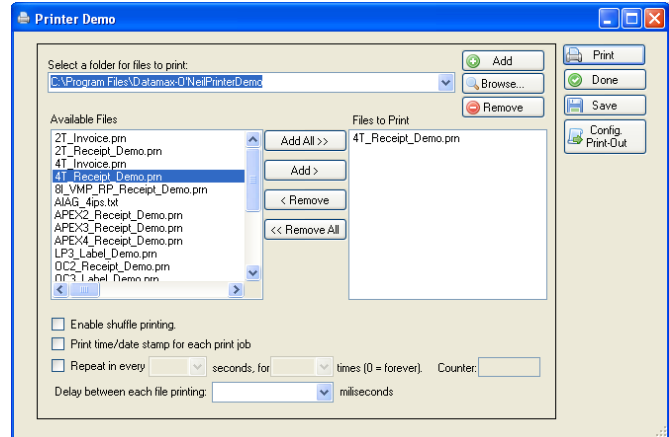 Printer Demo
Select a folder for files to print:
C:\Program Files\Datamax-O'NeilPrinterDemo
Add
Browse...
Remove
Print
Done
Save
Config.
Print-Out
Available Files
Files to Print
2T_Invoice.prn
2T_Receipt_Demo.prn
4T_Invoice.prn
4T_Receipt_Demo.prn
8I_VMP_RP_Receipt_Demo.prn
AIAG_4ips.txt
APEX2_Receipt_Demo.prn
APEX3_Receipt_Demo.prn
APEX4_Receipt_Demo.prn
LP3_Label_Demo.prn
OC2_Receipt_Demo.prn
OC3_Label_Demo.prn
Add All >>
Add >
< Remove
<< Remove All
4T_Receipt_Demo.prn
Enable shuffle printing.
Print time/date stamp for each print job
Repeat in every seconds, for times (0 = forever). Counter:
Delay between each file printing: miliseconds